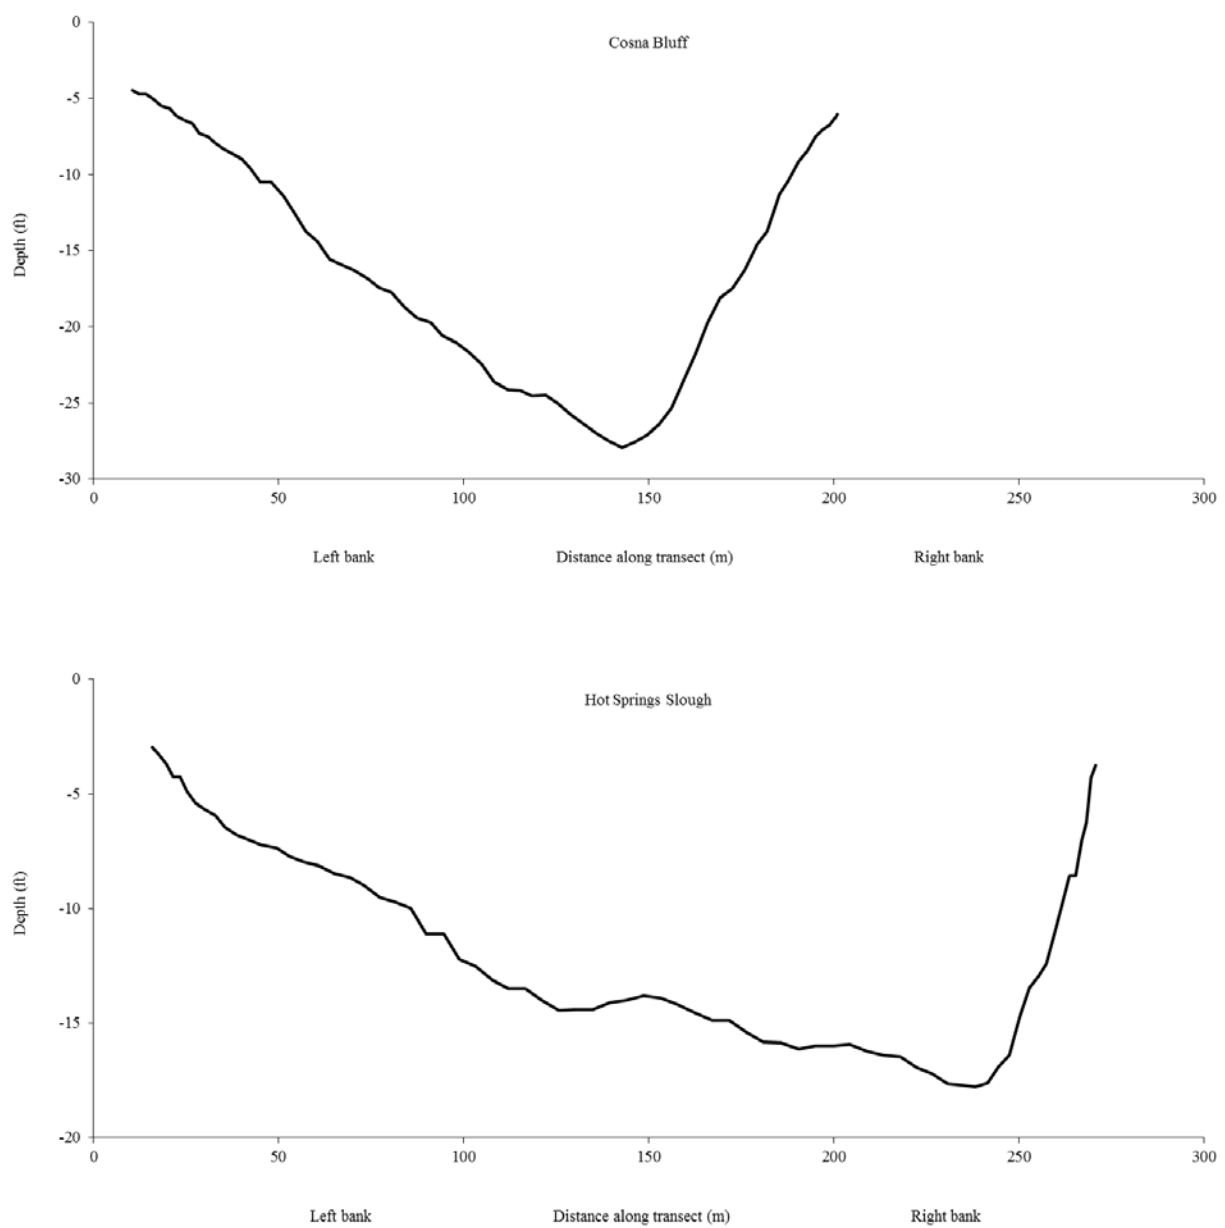 Cosna Bluff
0
-5
-10
-15
-20
-25
-30
Depth (ft)
0 50 100 150 200 250 300
Left bank Distance along transect (m) Right bank
Hot Springs Slough
0
-5
-10
-15
-20
Depth (ft)
0 50 100 150 200 250 300
Left bank Distance along transect (m) Right bank